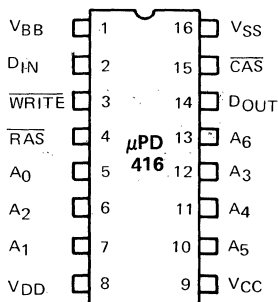 VBB 1 16 VSS
DIN 2 15 CAS
WRITE 3 14 DOUT
RAS 4 µPD 13 A6
A0 5 416 12 A3
A2 6 11 A4
A1 7 10 A5
VDD 8 9 VCC